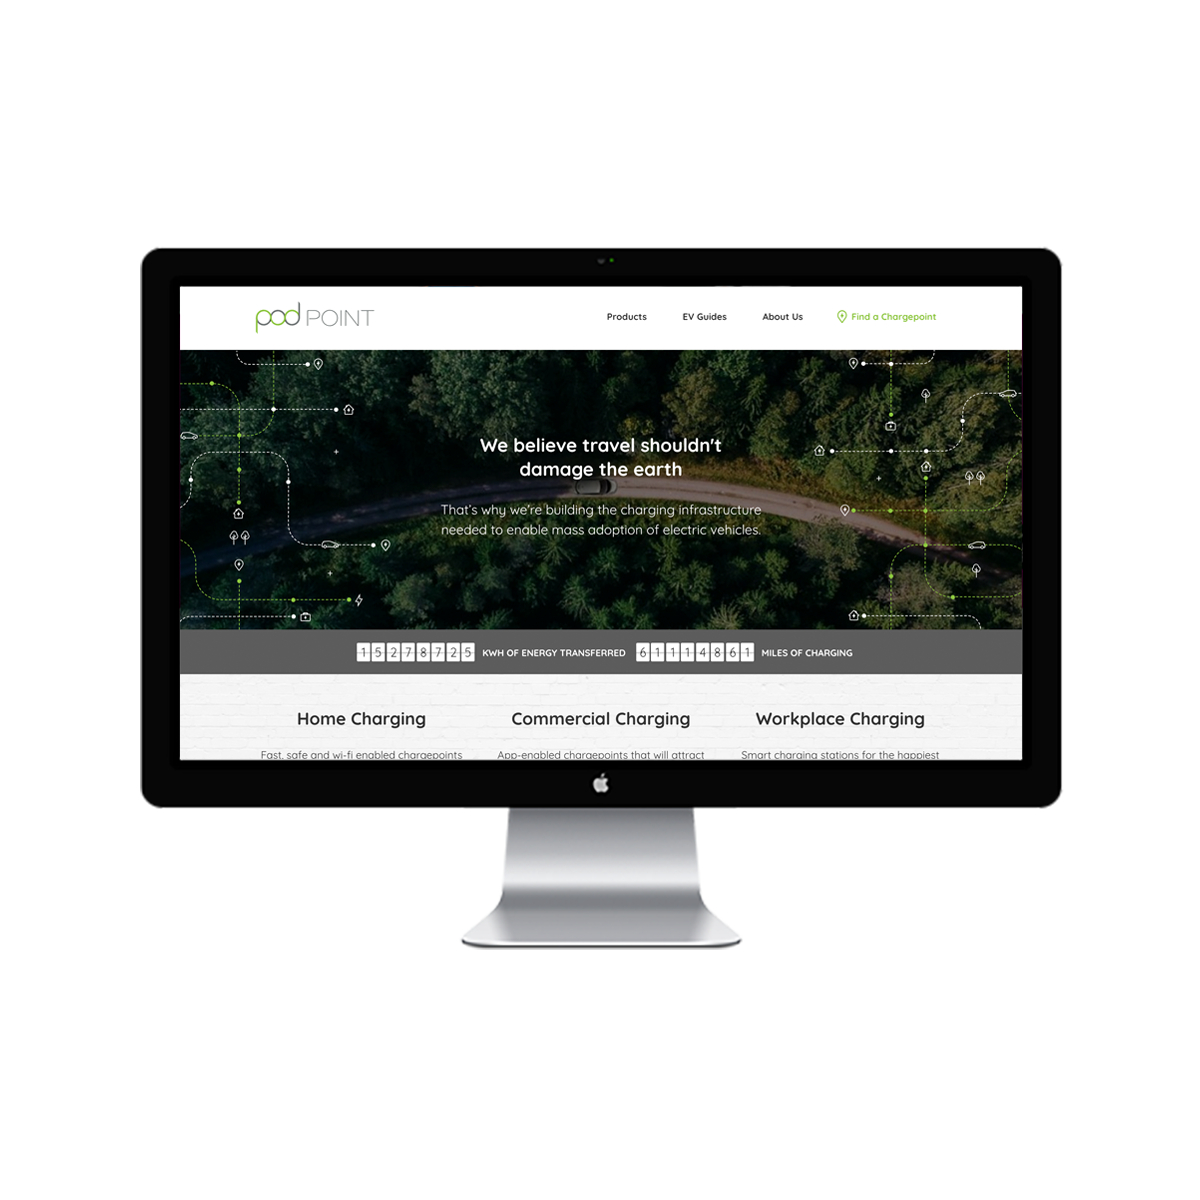 pod POINT
Products EV Guides About Us Find a Chargepoint
We believe travel shouldn't
damage the earth
That's why we're building the charging infrastructure
needed to enable mass adoption of electric vehicles.
15278725 KWH OF ENERGY TRANSFERRED 61114861 MILES OF CHARGING
Home Charging Commercial Charging Workplace Charging
Fast, safe and wi-fi enabled chargepoints App-enabled chargepoints that will attract Smart charging stations for the happiest